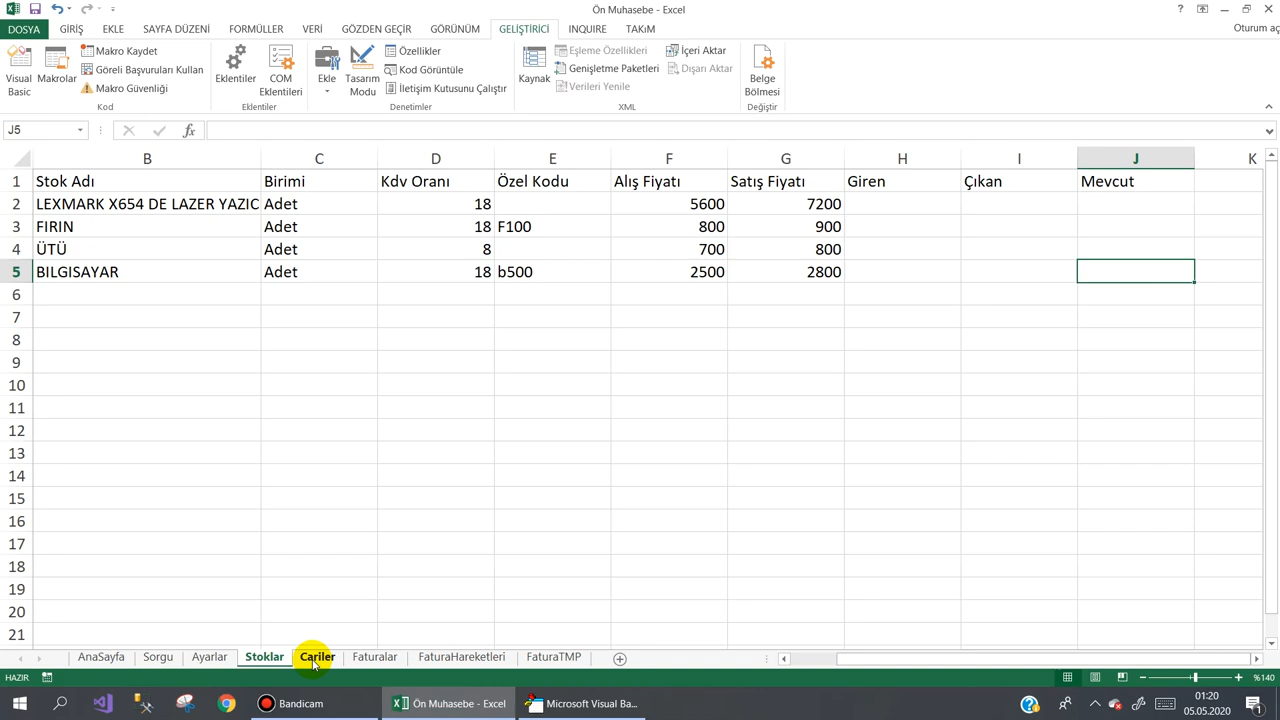 Ön Muhasebe - Excel
Oturum aç
DOSYA GİRİŞ EKLE SAYFA DÜZENİ FORMÜLLER VERİ GÖZDEN GEÇİR GÖRÜNÜM GELİŞTİRİCİ INQUIRE TAKIM
Visual Basic
Makrolar
Makro Kaydet
Göreli Başvuruları Kullan
Makro Güvenliği
Kod
Eklentiler
COM Eklentileri
Eklentiler
Ekle
Tasarım Modu
Özellikler
Kod Görüntüle
İletişim Kutusunu Çalıştır
Denetimler
Kaynak
Eşleme Özellikleri
Genişletme Paketleri
Verileri Yenile
İçeri Aktar
Dışarı Aktar
XML
Belge Bölmesi
Değiştir
J5 fx
B C D E F G H I J K
1 Stok Adı Birimi Kdv Oranı Özel Kodu Alış Fiyatı Satış Fiyatı Giren Çıkan Mevcut
2 LEXMARK X654 DE LAZER YAZIC Adet 18 5600 7200
3 FIRIN Adet 18 F100 800 900
4 ÜTÜ Adet 8 700 800
5 BILGISAYAR Adet 18 b500 2500 2800
6
7
8
9
10
11
12
13
14
15
16
17
18
19
20
21
AnaSayfa Sorgu Ayarlar Stoklar Cariler Faturalar FaturaHareketleri FaturaTMP
HAZIR %140
Bandicam Ön Muhasebe - Excel Microsoft Visual Ba... 01:20
05.05.2020